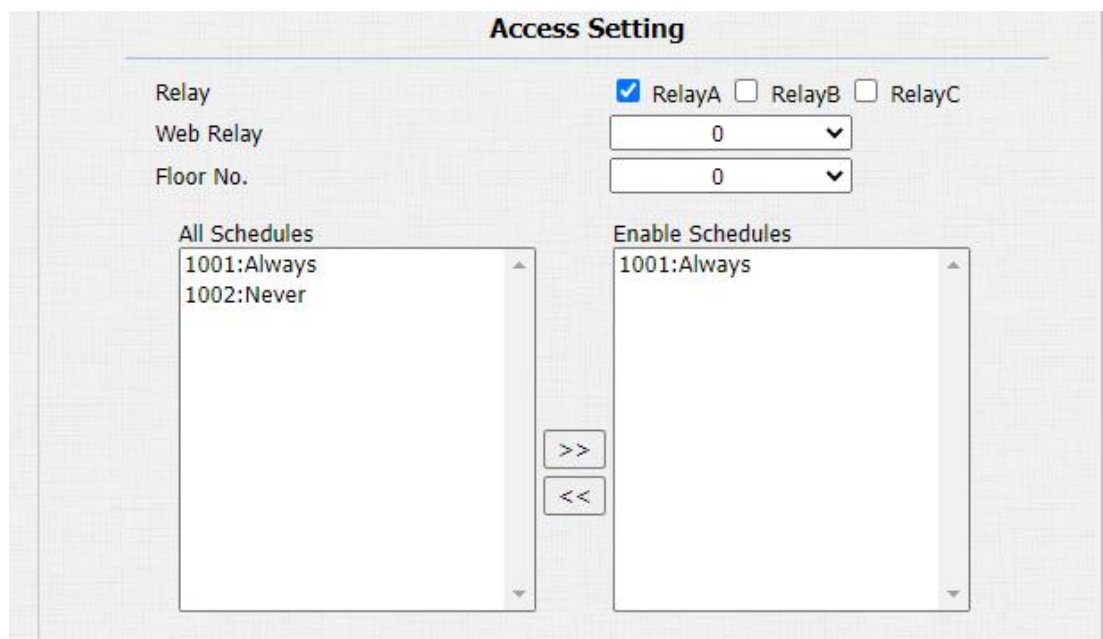 Access Setting
Relay RelayA RelayB RelayC
Web Relay 0
Floor No. 0
All Schedules Enable Schedules
1001:Always 1001:Always
1002:Never
>>
<<